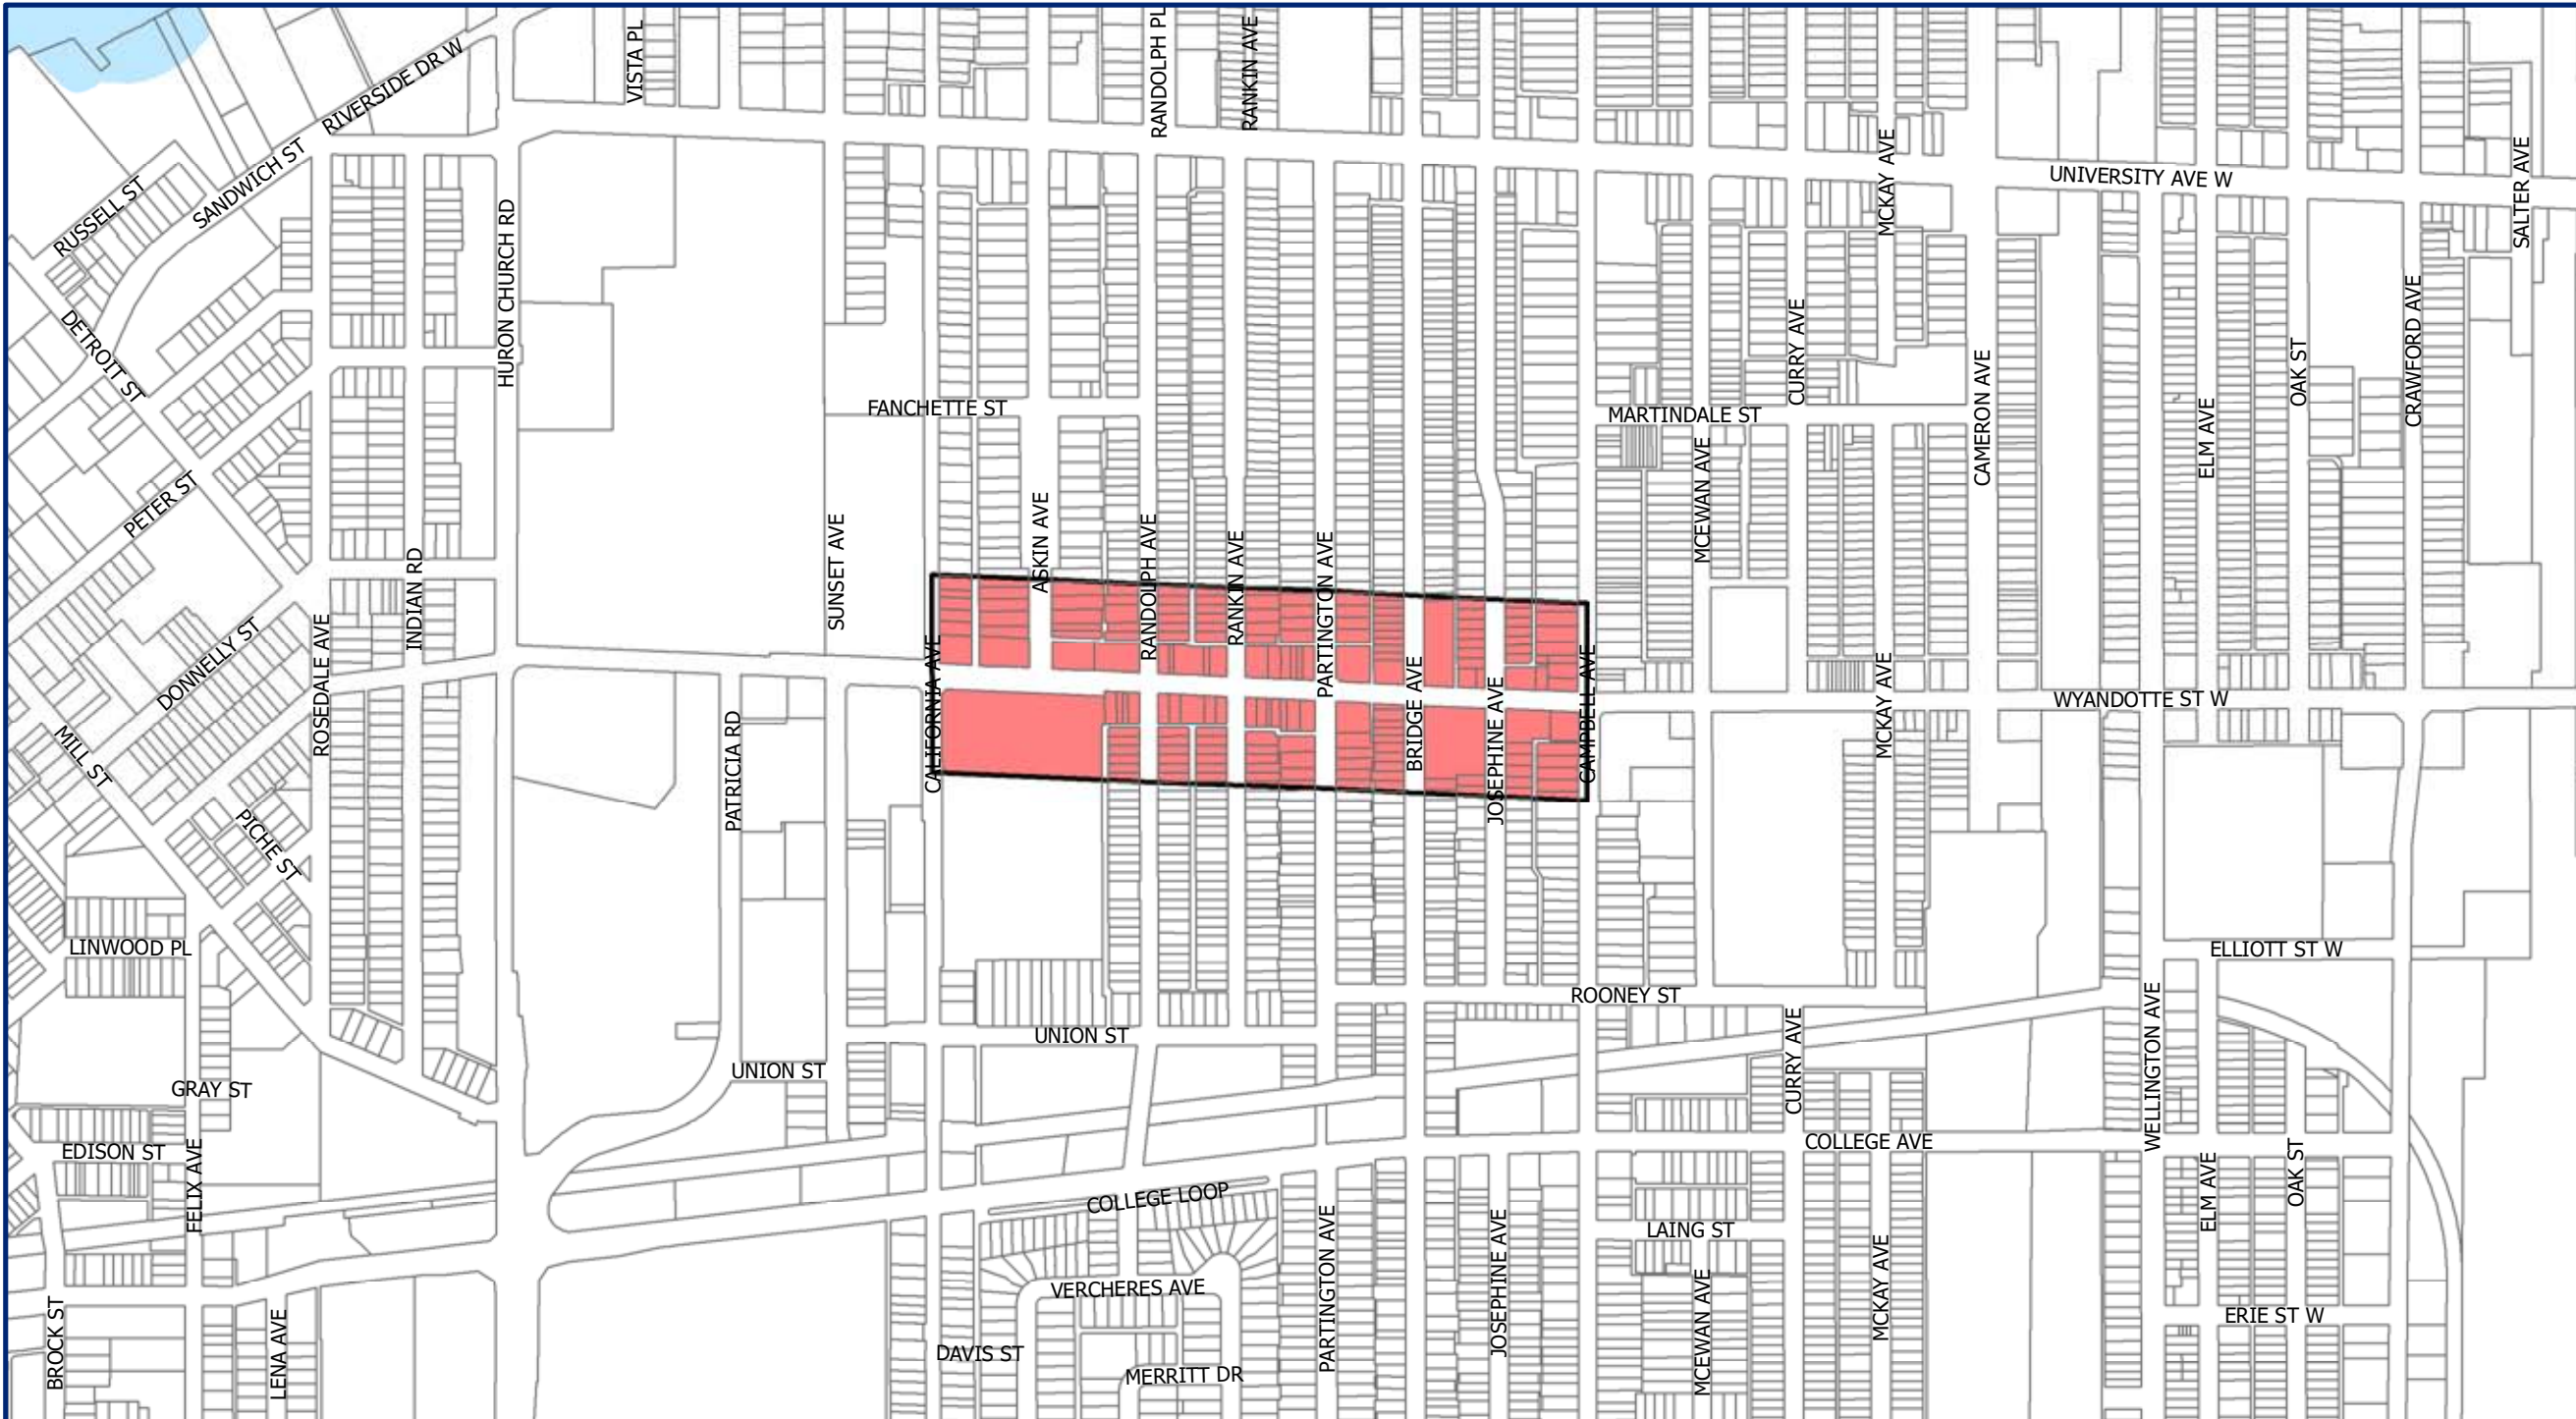 VISTA PL
RANDOLPH PL
RANKIN AVE
RIVERSIDE DR W
SANDWICH ST
RUSSELL ST
HURON CHURCH RD
MCKAY AVE
UNIVERSITY AVE W
SALTER AVE
DETROIT ST
FANCHETTE ST
MARTINDALE ST
CURRY AVE
CAMERON AVE
OAK ST
CRAWFORD AVE
ELM AVE
PETER ST
INDIAN RD
SUNSET AVE
ASKIN AVE
RANDOLPH AVE
RANKIN AVE
PARTINGTON AVE
MCEWAN AVE
DONNELLY ST
ROSEDALE AVE
MILL ST
PICHE ST
PATRICIA RD
CALIFORNIA AVE
BRIDGE AVE
JOSEPHINE AVE
CAMPBELL AVE
MCKAY AVE
WYANDOTTE ST W
LINWOOD PL
ELLIOTT ST W
ROONEY ST
UNION ST
UNION ST
CURRY AVE
WELLINGTON AVE
GRAY ST
EDISON ST
FELIX AVE
COLLEGE AVE
COLLEGE LOOP
ELM AVE
OAK ST
LAING ST
VERCHERES AVE
PARTINGTON AVE
JOSEPHINE AVE
MCEWAN AVE
MCKAY AVE
ERIE ST W
BROCK ST
LENA AVE
DAVIS ST
MERRITT DR